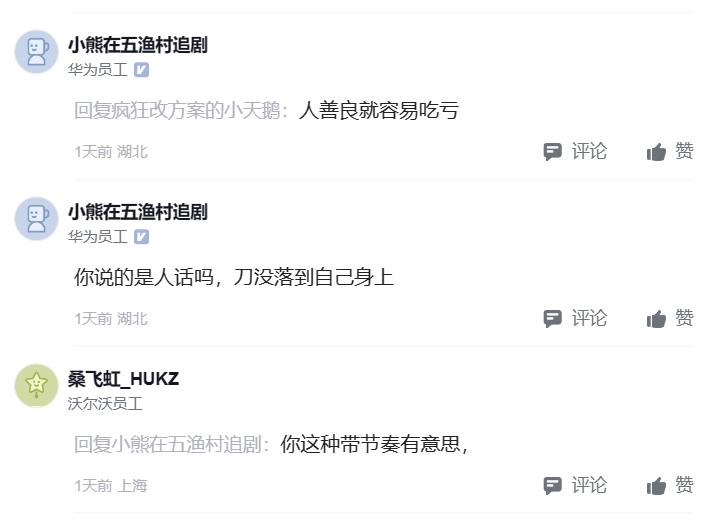 小熊在五渔村追剧
华为员工
回复疯狂改方案的小天鹅：人善良就容易吃亏
1天前 湖北
评论 赞
小熊在五渔村追剧
华为员工
你说的是人话吗，刀没落到自己身上
1天前 湖北
评论 赞
桑飞虹_HUKZ
沃尔沃员工
回复小熊在五渔村追剧：你这种带节奏有意思，
1天前 上海
评论 赞